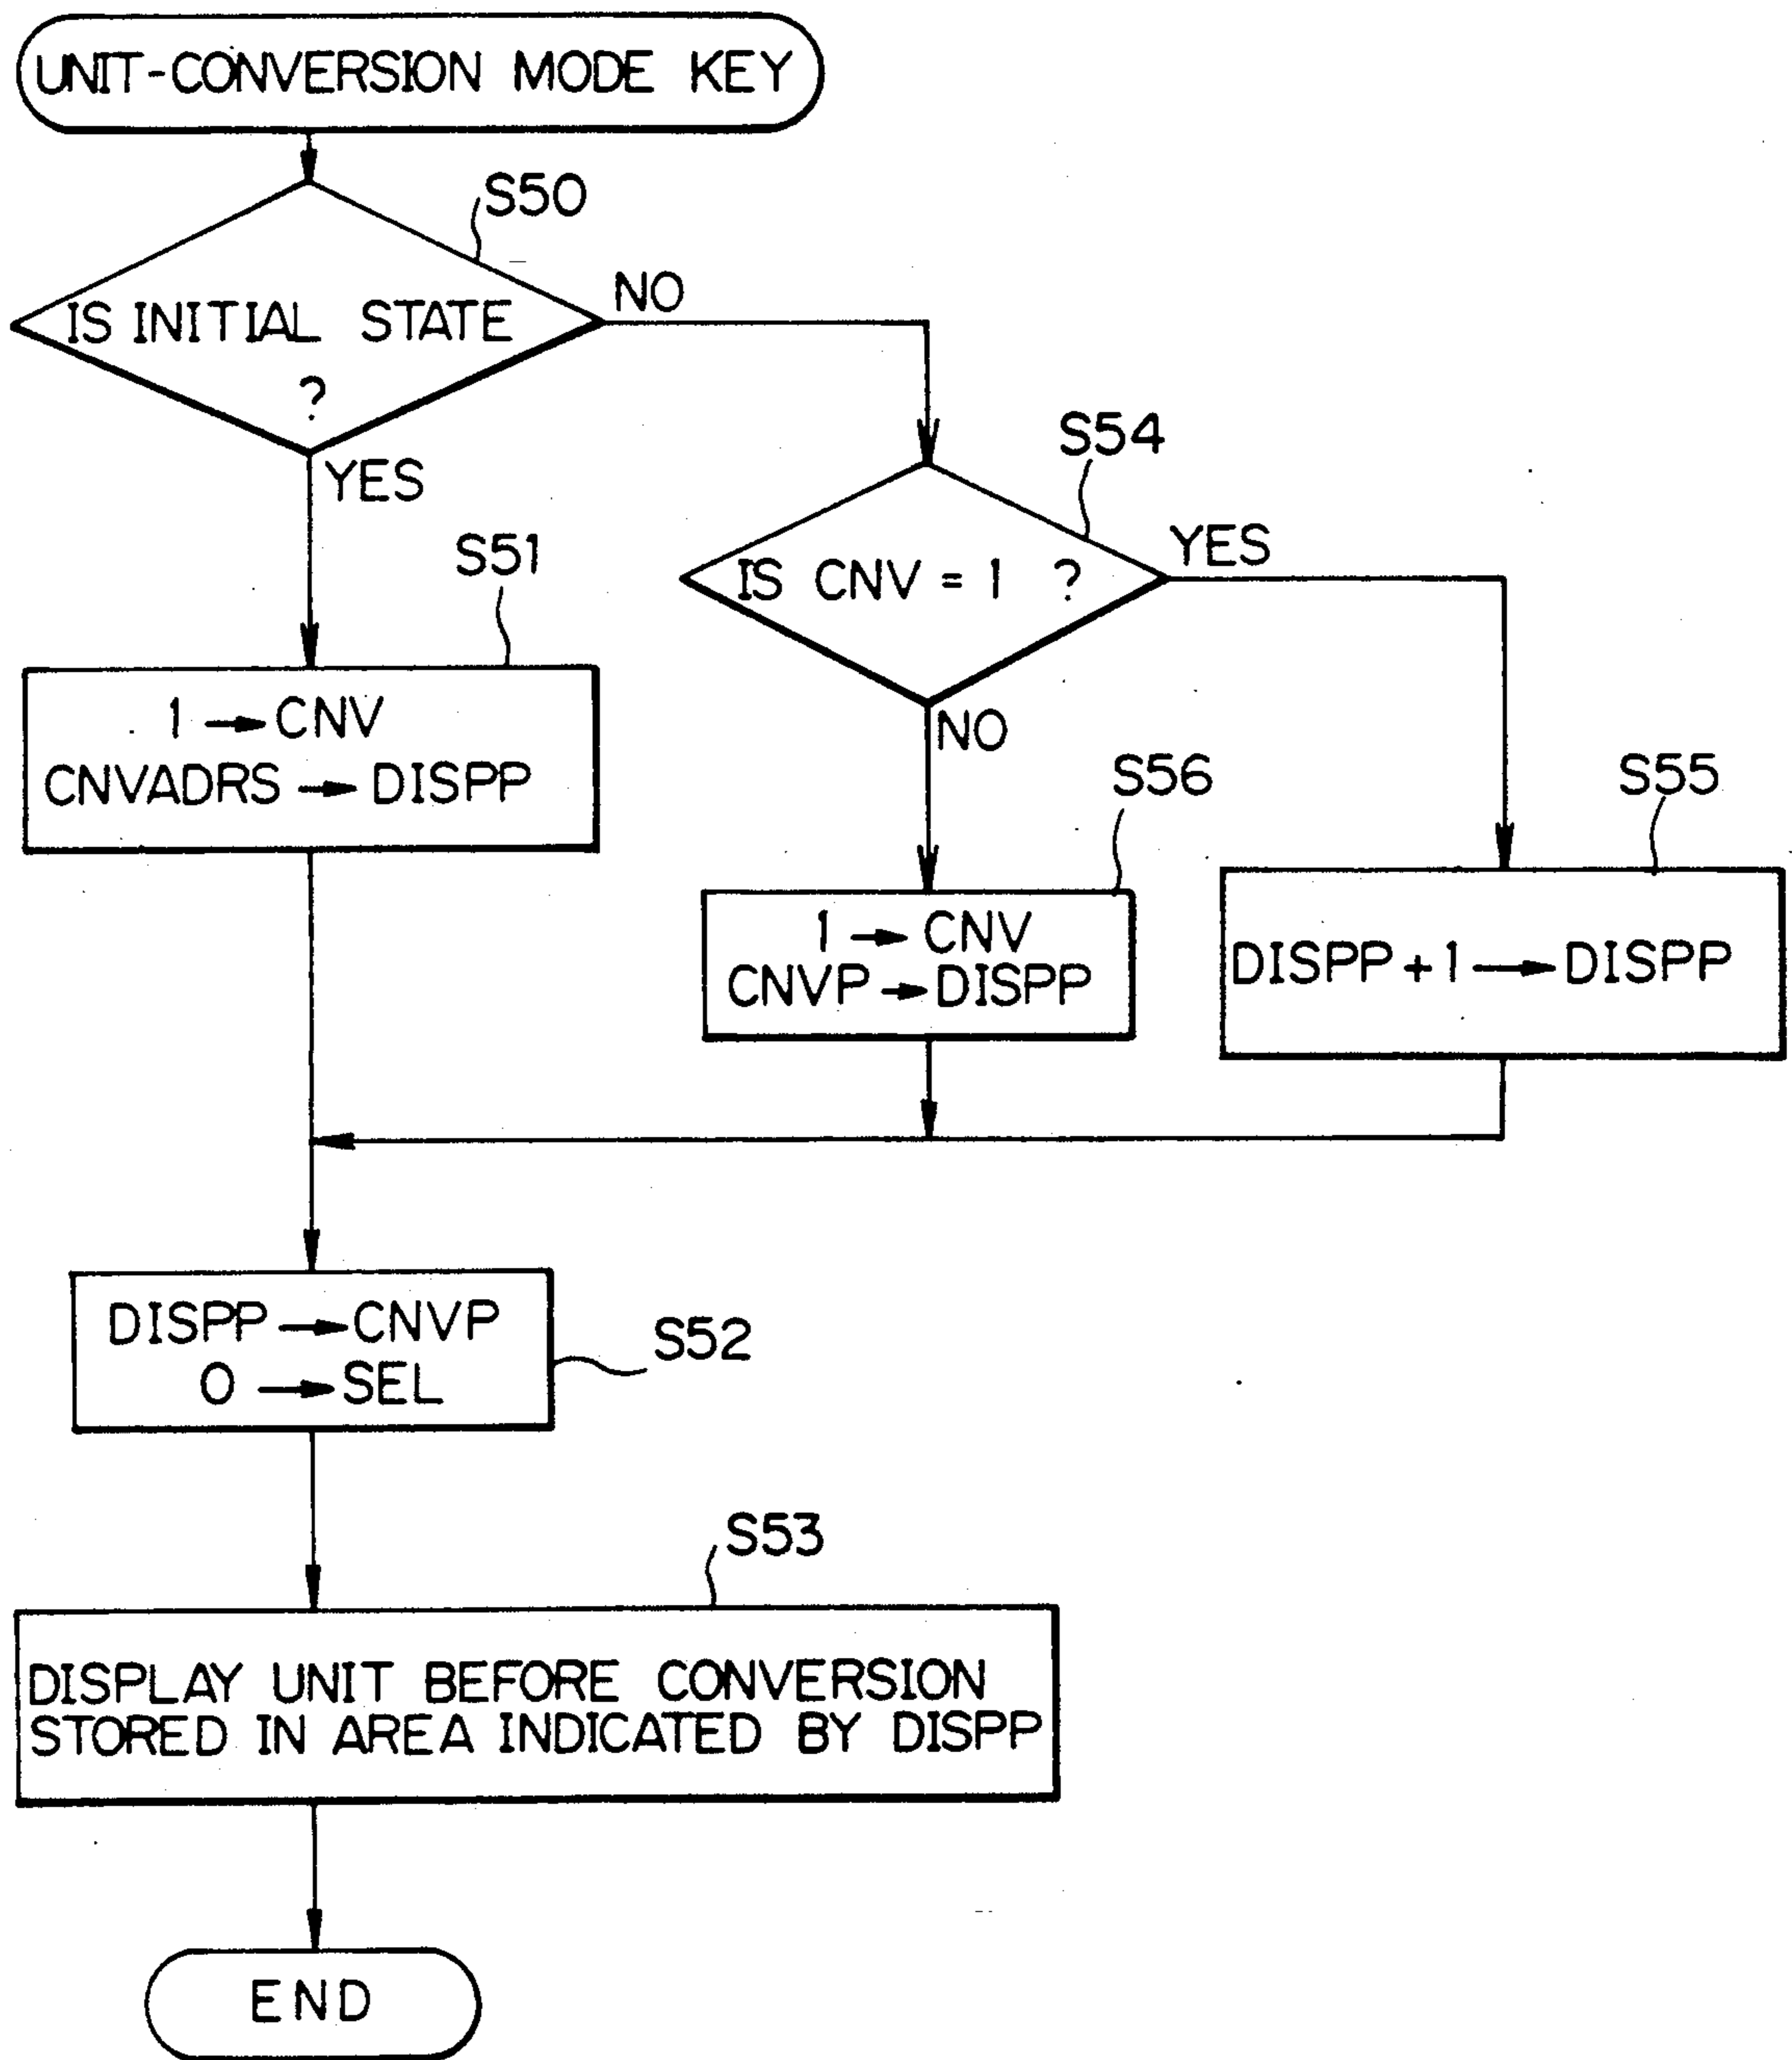 UNIT-CONVERSION MODE KEY
S50
IS INITIAL STATE
?
NO
YES
S54
IS CNV = 1 ?
YES
NO
S51
1 → CNV
CNVADRS → DISPP
S56
1 → CNV
CNVP → DISPP
S55
DISPP + 1 → DISPP
DISPP → CNVP
0 → SEL
S52
S53
DISPLAY UNIT BEFORE CONVERSION
STORED IN AREA INDICATED BY DISPP
END